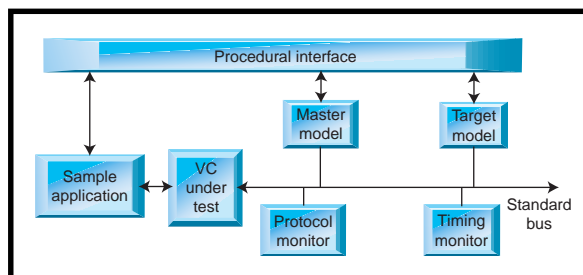 Procedural interface
Master
model
Target
model
Sample
application
VC
under
test
Standard
bus
Protocol
monitor
Timing
monitor